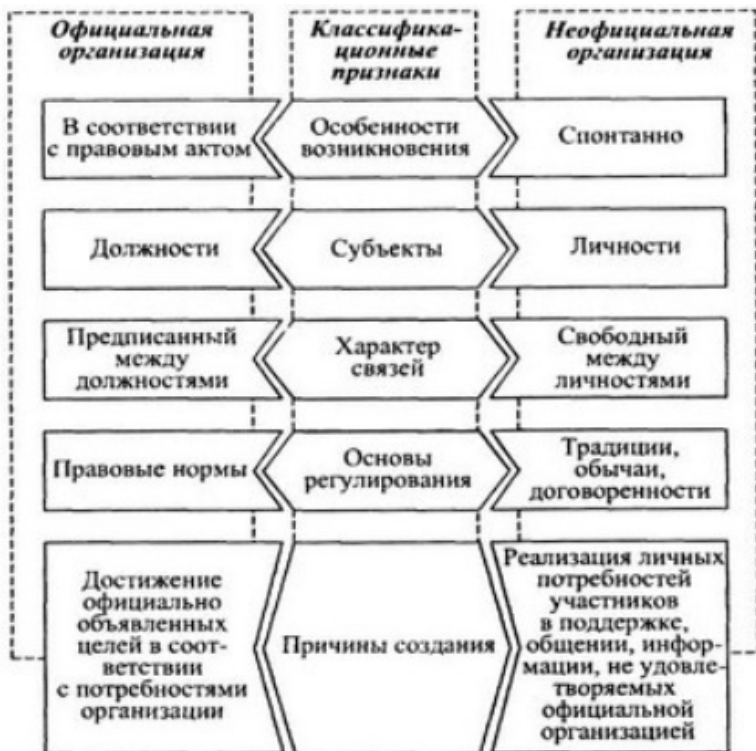 Официальная
организация
Классифика-
ционные
признаки
Неофициальная
организация
В соответствии
с правовым актом
Особенности
возникновения
Спонтанно
Должности
Субъекты
Личности
Предписанный
между
должностями
Характер
связей
Свободный
между
личностями
Правовые нормы
Основы
регулирования
Традиции,
обычаи,
договоренности
Достижение
официально
объявленных
целей в соот-
ветствии
с потребностями
организации
Причины создания
Реализация личных
потребностей
участников
в поддержке,
общении, инфор-
мации, не удовле-
творяемых
официальной
организацией